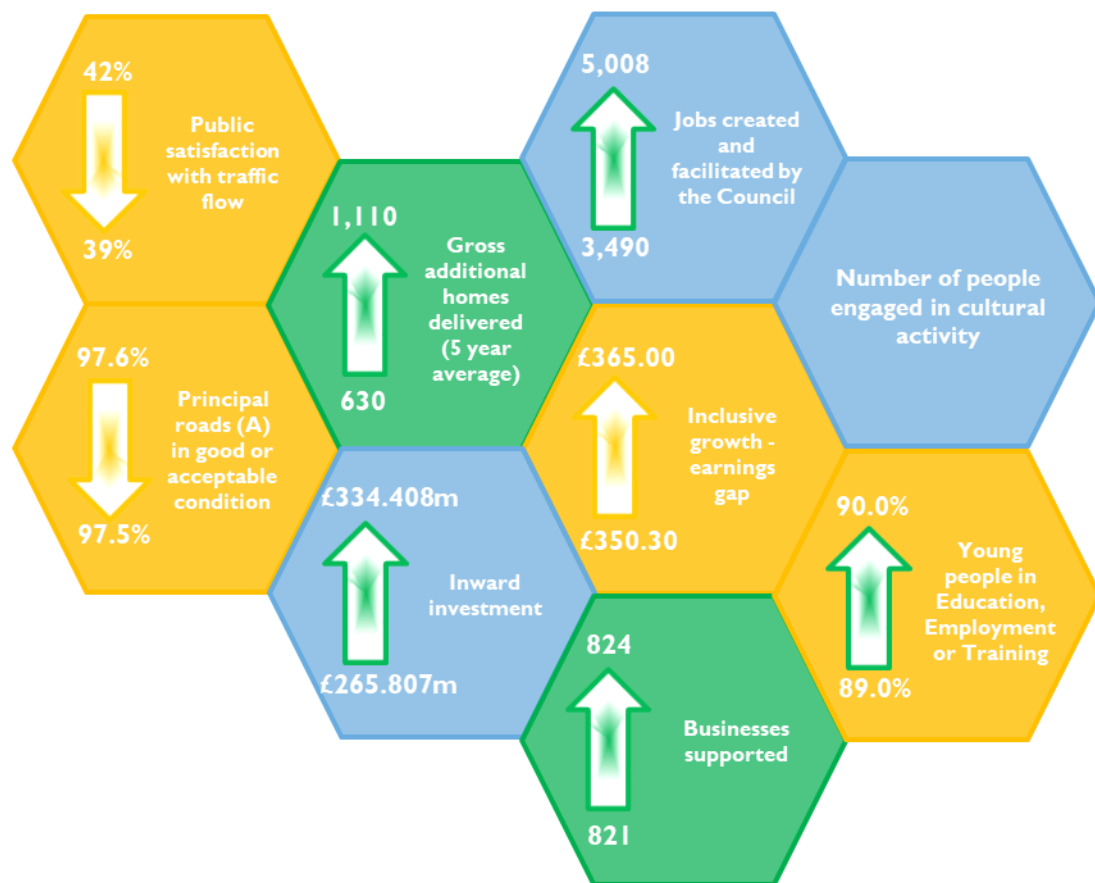 42%
Public
satisfaction
with traffic
flow
39%
5,008
Jobs created
and
facilitated by
the Council
3,490
1,110
Gross
additional
homes
delivered
(5 year
average)
630
Number of people
engaged in cultural
activity
97.6%
Principal
roads (A)
in good or
acceptable
condition
97.5%
£365.00
Inclusive
growth -
earnings
gap
£350.30
£334.408m
Inward
investment
£265.807m
90.0%
Young
people in
Education,
Employment
or Training
89.0%
824
Businesses
supported
821